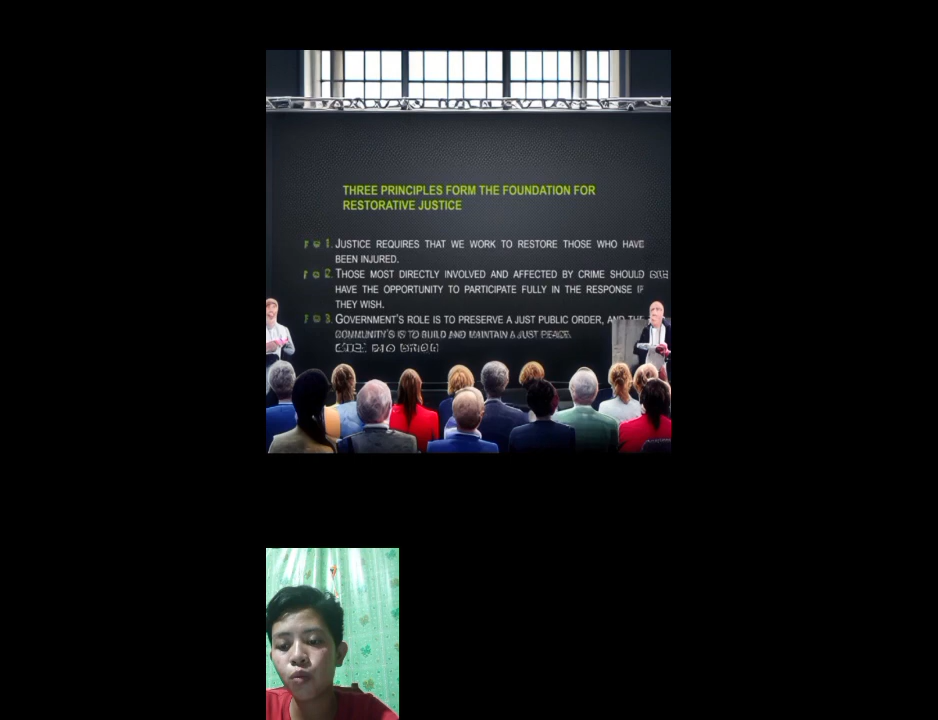 THREE PRINCIPLES FORM THE FOUNDATION FOR
RESTORATIVE JUSTICE
1. JUSTICE REQUIRES THAT WE WORK TO RESTORE THOSE WHO HAVE
BEEN INJURED.
2. THOSE MOST DIRECTLY INVOLVED AND AFFECTED BY CRIME SHOULD
HAVE THE OPPORTUNITY TO PARTICIPATE FULLY IN THE RESPONSE IF
THEY WISH.
3. GOVERNMENT'S ROLE IS TO PRESERVE A JUST PUBLIC ORDER, AND THE
COMMUNITY'S IS TO BUILD AND MAINTAIN A JUST PEACE.